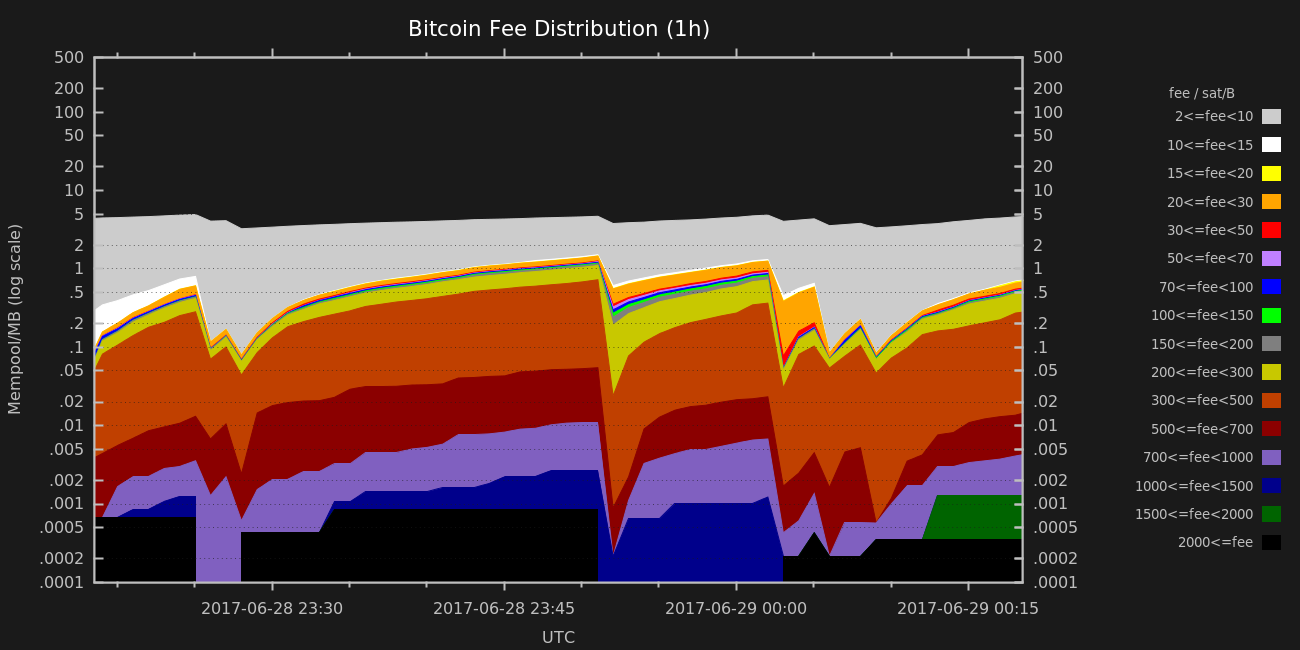 Bitcoin Fee Distribution (1h)
500 500
200 200
100 100
50 50
20 20
10 10
5 5
2 2
1 1
.5 .5
.2 .2
.1 .1
.05 .05
.02 .02
.01 .01
.005 .005
.002 .002
.001 .001
.0005 .0005
.0002 .0002
.0001 .0001
Mempool/MB (log scale)
2017-06-28 23:30 2017-06-28 23:45 2017-06-29 00:00 2017-06-29 00:15
UTC
fee / sat/B
2<=fee<10
10<=fee<15
15<=fee<20
20<=fee<30
30<=fee<50
50<=fee<70
70<=fee<100
100<=fee<150
150<=fee<200
200<=fee<300
300<=fee<500
500<=fee<700
700<=fee<1000
1000<=fee<1500
1500<=fee<2000
2000<=fee